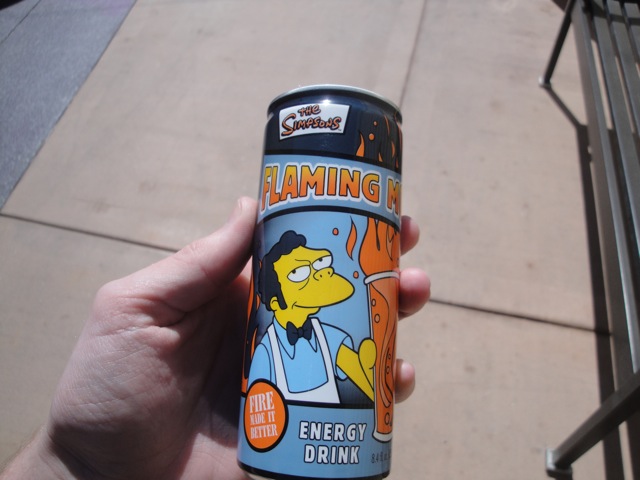 THE
SIMPSONS
FLAMING M
FIRE
MADE IT
BETTER
ENERGY
DRINK